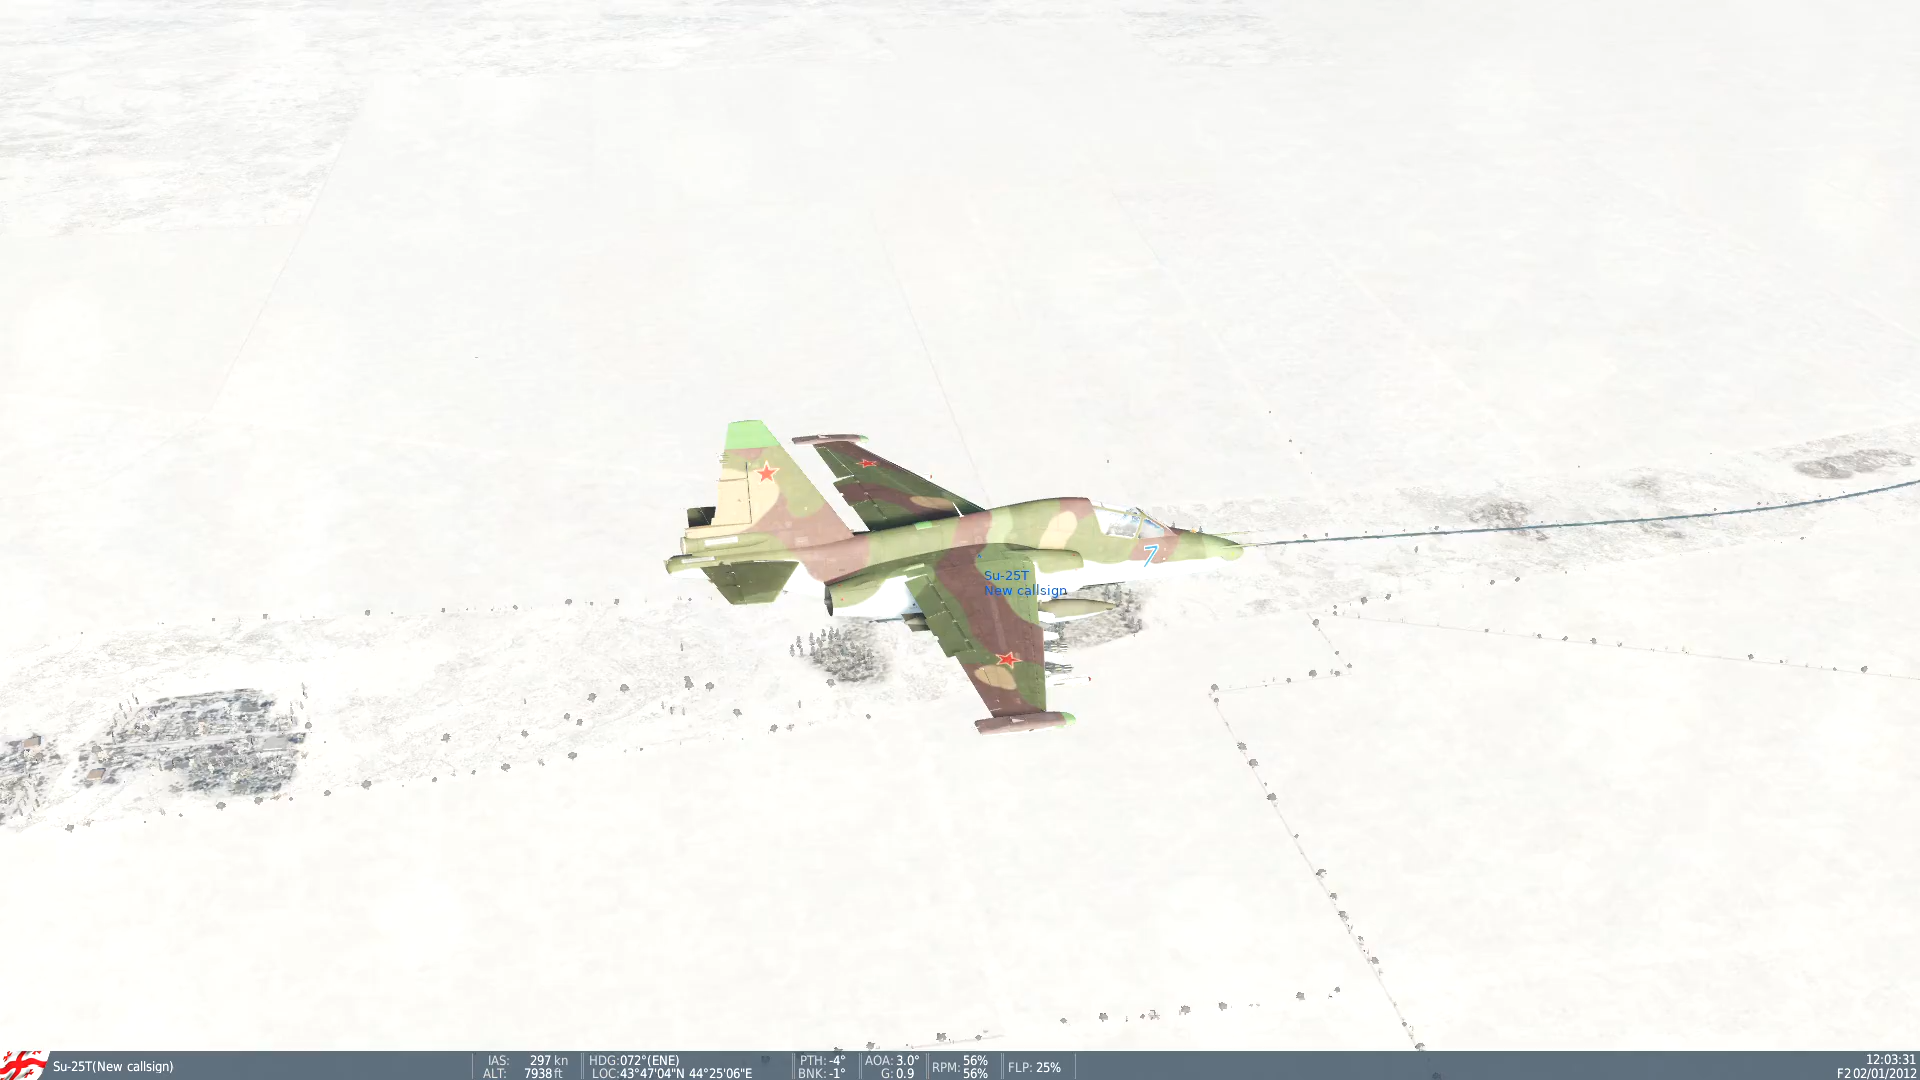 7
Su-25T
New callsign
Su-25T(New callsign)
IAS: 297 kn
ALT: 7938 ft
HDG:072°(ENE)
LOC:43°47'04"N 44°25'06"E
PTH: -4°
BNK: -1°
AOA: 3.0°
G: 0.9
RPM: 56%
56%
FLP: 25%
12:03:31
F2 02/01/2012